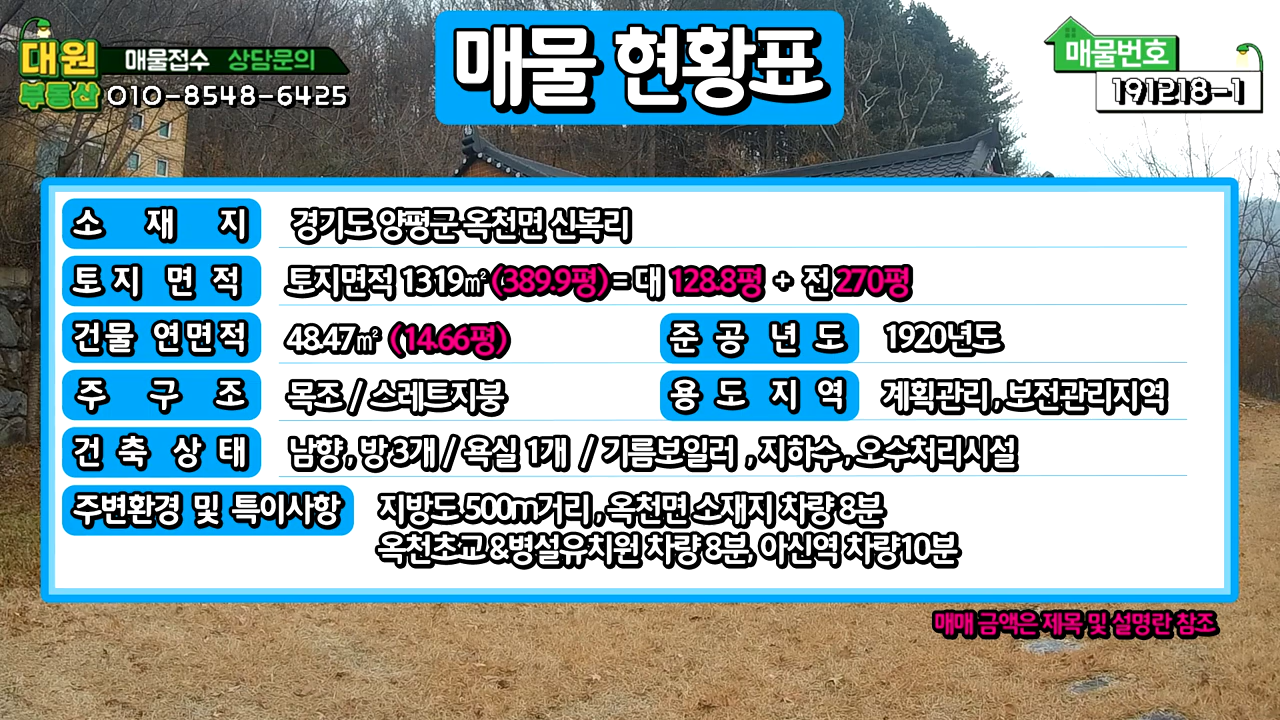 대원 매물접수 상담문의
부동산 010-8548-6425
매물 현황표
매물번호
191218-1
소 재 지 경기도 양평군 옥천면 신복리
토지 면적 토지면적 1319㎡(389.9평) = 대 128.8평 + 전 270평
건물 연면적 48.47㎡ (14.66평) 준공 년도 1920년도
주 구 조 목조 / 스레트지붕 용도 지역 계획관리, 보전관리지역
건축 상태 남향, 방 3개 / 욕실 1개 / 기름보일러 , 지하수, 오수처리시설
주변환경 및 특이사항 지방도 500m거리, 옥천면 소재지 차량 8분
옥천초교&병설유치원 차량 8분, 아신역 차량10분
매매 금액은 제목 및 설명란 참조